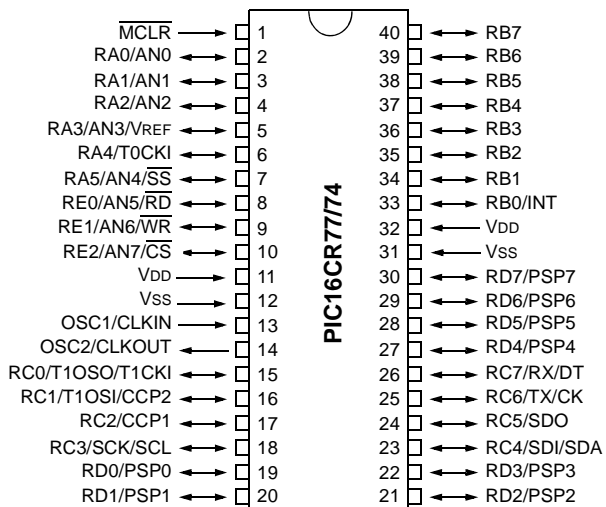 MCLR 1 40 RB7
RA0/AN0 2 39 RB6
RA1/AN1 3 38 RB5
RA2/AN2 4 37 RB4
RA3/AN3/VREF 5 36 RB3
RA4/T0CKI 6 35 RB2
RA5/AN4/SS 7 34 RB1
RE0/AN5/RD 8 33 RB0/INT
RE1/AN6/WR 9 32 VDD
RE2/AN7/CS 10 31 VSS
VDD 11 30 RD7/PSP7
VSS 12 29 RD6/PSP6
OSC1/CLKIN 13 28 RD5/PSP5
OSC2/CLKOUT 14 27 RD4/PSP4
RC0/T1OSO/T1CKI 15 26 RC7/RX/DT
RC1/T1OSI/CCP2 16 25 RC6/TX/CK
RC2/CCP1 17 24 RC5/SDO
RC3/SCK/SCL 18 23 RC4/SDI/SDA
RD0/PSP0 19 22 RD3/PSP3
RD1/PSP1 20 21 RD2/PSP2
PIC16CR77/74